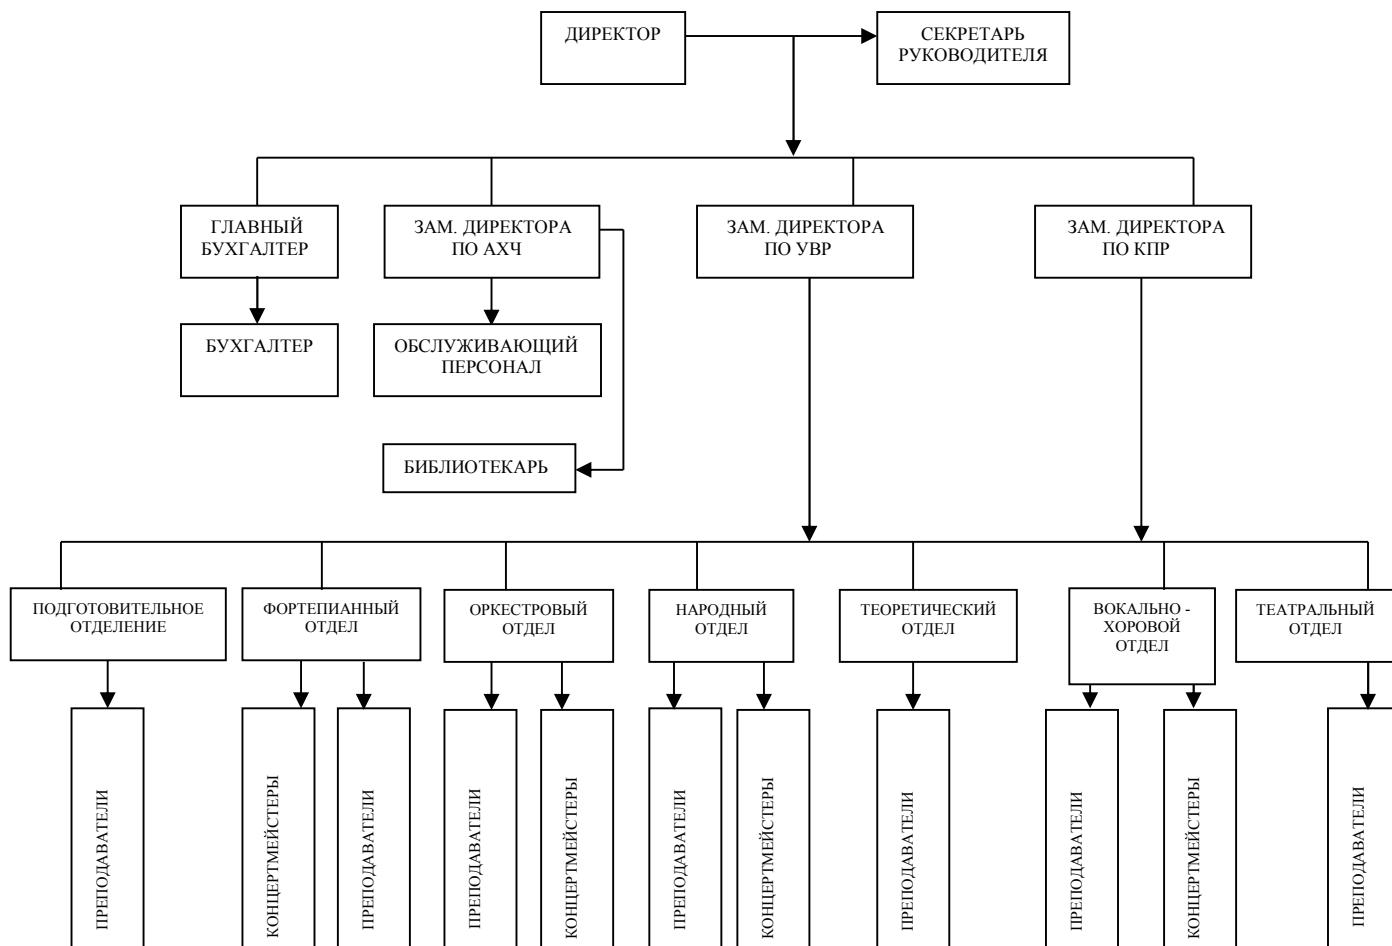 ДИРЕКТОР
СЕКРЕТАРЬ
РУКОВОДИТЕЛЯ
ГЛАВНЫЙ
БУХГАЛТЕР
ЗАМ. ДИРЕКТОРА
ПО АХЧ
ЗАМ. ДИРЕКТОРА
ПО УВР
ЗАМ. ДИРЕКТОРА
ПО КПР
БУХГАЛТЕР
ОБСЛУЖИВАЮЩИЙ
ПЕРСОНАЛ
БИБЛИОТЕКАРЬ
ПОДГОТОВИТЕЛЬНОЕ
ОТДЕЛЕНИЕ
ФОРТЕПИАННЫЙ
ОТДЕЛ
ОРКЕСТРОВЫЙ
ОТДЕЛ
НАРОДНЫЙ
ОТДЕЛ
ТЕОРЕТИЧЕСКИЙ
ОТДЕЛ
ВОКАЛЬНО -
ХОРОВОЙ
ОТДЕЛ
ТЕАТРАЛЬНЫЙ
ОТДЕЛ
ПРЕПОДАВАТЕЛИ
КОНЦЕРТМЕЙСТЕРЫ
ПРЕПОДАВАТЕЛИ
ПРЕПОДАВАТЕЛИ
КОНЦЕРТМЕЙСТЕРЫ
ПРЕПОДАВАТЕЛИ
КОНЦЕРТМЕЙСТЕРЫ
ПРЕПОДАВАТЕЛИ
ПРЕПОДАВАТЕЛИ
КОНЦЕРТМЕЙСТЕРЫ
ПРЕПОДАВАТЕЛИ